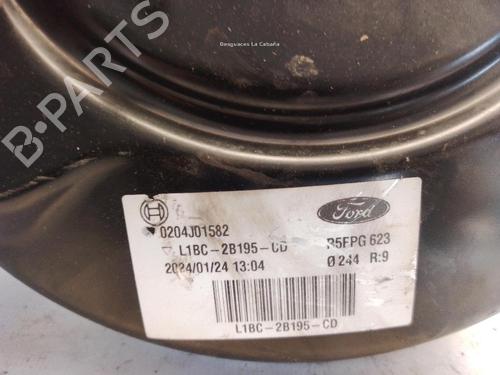 Desguaces La Cabaña
B-PARTS
Ford
0204J01582
L1BC-2B195-CD R5FPG 623
2024/01/24 13:04 Ø 244 R:9
L1BC-2B195-CD